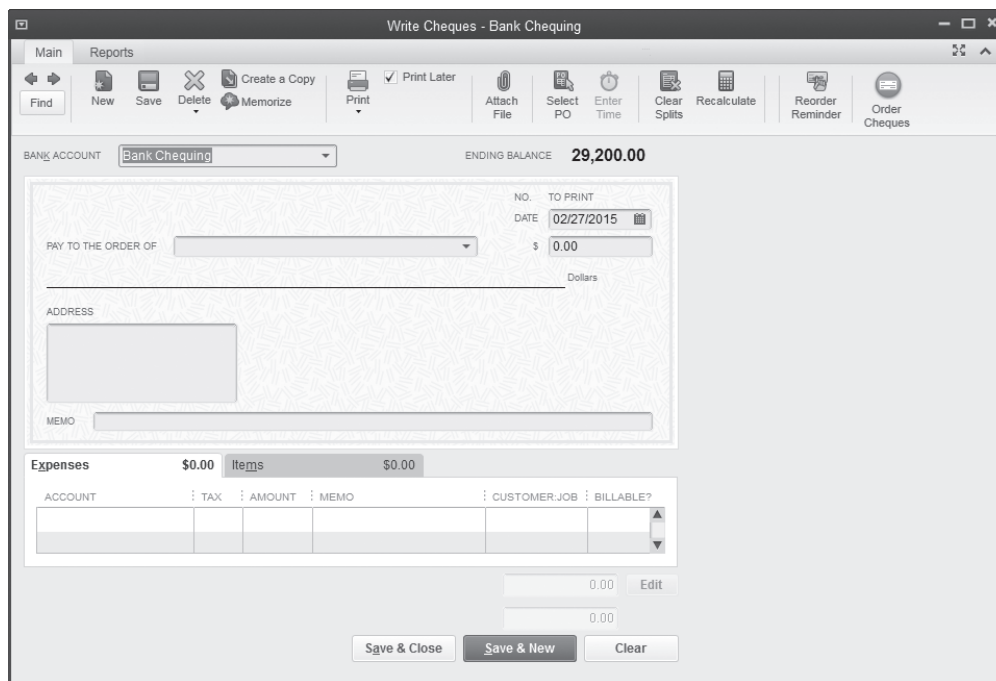 Write Cheques - Bank Chequing
Main Reports
Find New Save Delete Create a Copy Memorize Print Print Later Attach File Select PO Enter Time Clear Splits Recalculate Reorder Reminder Order Cheques
BANK ACCOUNT Bank Chequing ENDING BALANCE 29,200.00
NO. TO PRINT
DATE 02/27/2015
PAY TO THE ORDER OF $ 0.00
Dollars
ADDRESS
MEMO
Expenses $0.00 Items $0.00
ACCOUNT TAX AMOUNT MEMO CUSTOMER:JOB BILLABLE?
0.00 Edit
0.00
Save & Close Save & New Clear